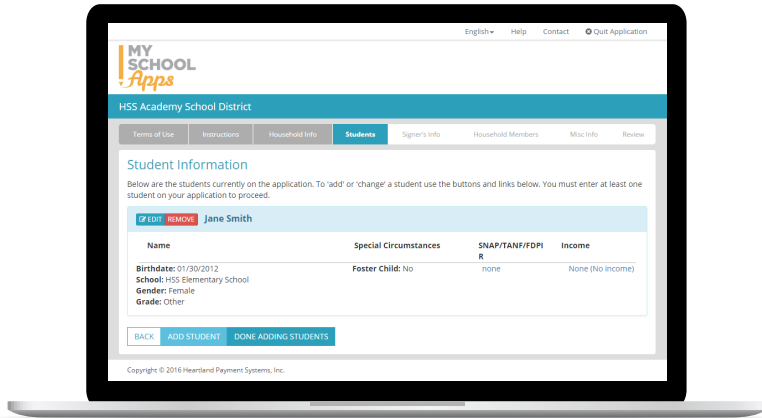 English Help Contact Quit Application
MY
SCHOOL
Apps
HSS Academy School District
Terms of Use Instructions Household Info Students Signer's Info Household Members Misc Info Review
Student Information
Below are the students currently on the application. To 'add' or 'change' a student use the buttons and links below. You must enter at least one
student on your application to proceed.
EDIT REMOVE Jane Smith
Name Special Circumstances SNAP/TANF/FDPI Income
R
Birthdate: 01/30/2012 Foster Child: No none None (No Income)
School: HSS Elementary School
Gender: Female
Grade: Other
BACK ADD STUDENT DONE ADDING STUDENTS
Copyright © 2016 Heartland Payment Systems, Inc.